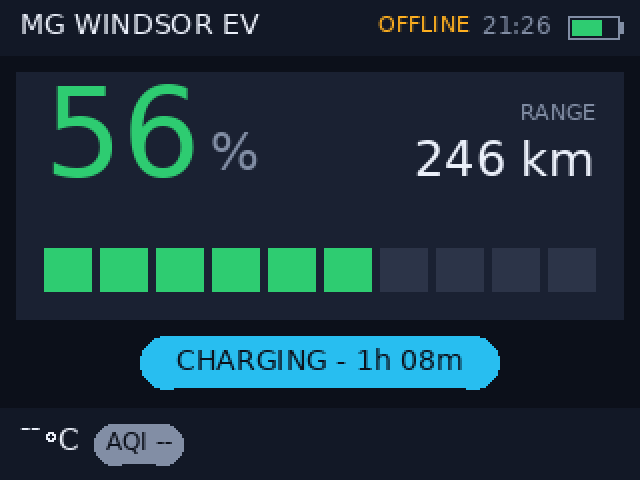 MG WINDSOR EV OFFLINE 21:26
56 %
RANGE
246 km
CHARGING - 1h 08m
--°C AQI --